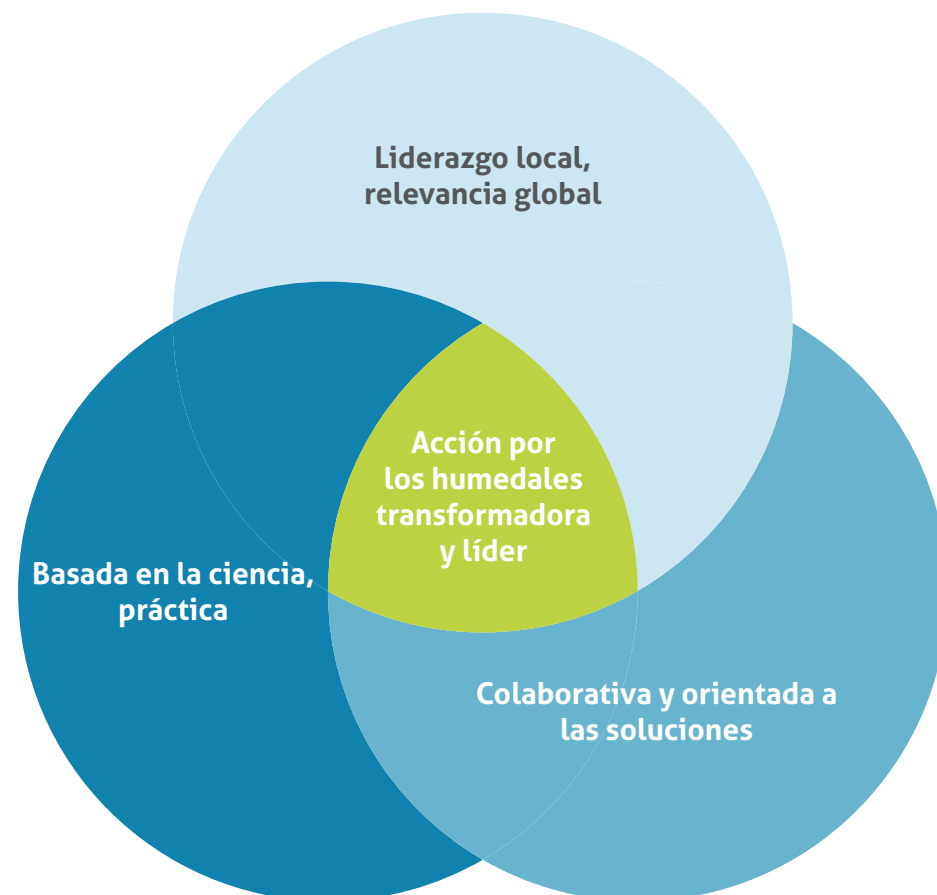 Liderazgo local,
relevancia global
Acción por
los humedales
transformadora
y líder
Basada en la ciencia,
práctica
Colaborativa y orientada a
las soluciones